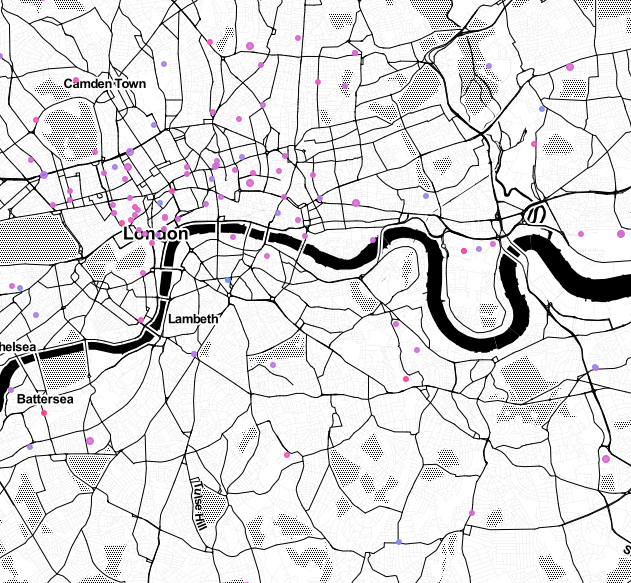 Camden Town
London
Lambeth
helsea
Battersea
Tulse Hill